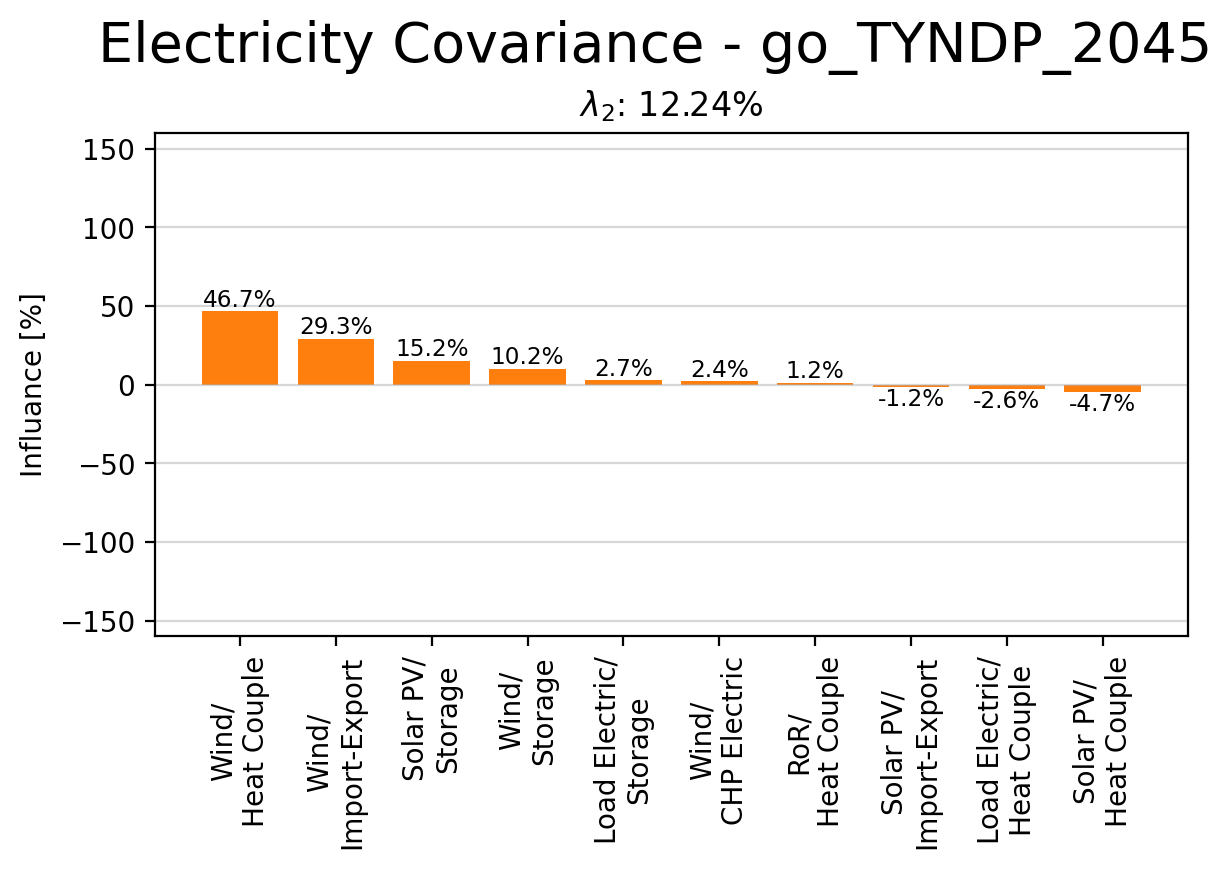 Electricity Covariance - go_TYNDP_2045
λ₂: 12.24%
Influance [%]
150
100
50
0
−50
−100
−150
46.7%
29.3%
15.2%
10.2%
2.7%
2.4%
1.2%
-1.2%
-2.6%
-4.7%
Wind/
Heat Couple
Wind/
Import-Export
Solar PV/
Storage
Wind/
Storage
Load Electric/
Storage
Wind/
CHP Electric
RoR/
Heat Couple
Solar PV/
Import-Export
Load Electric/
Heat Couple
Solar PV/
Heat Couple